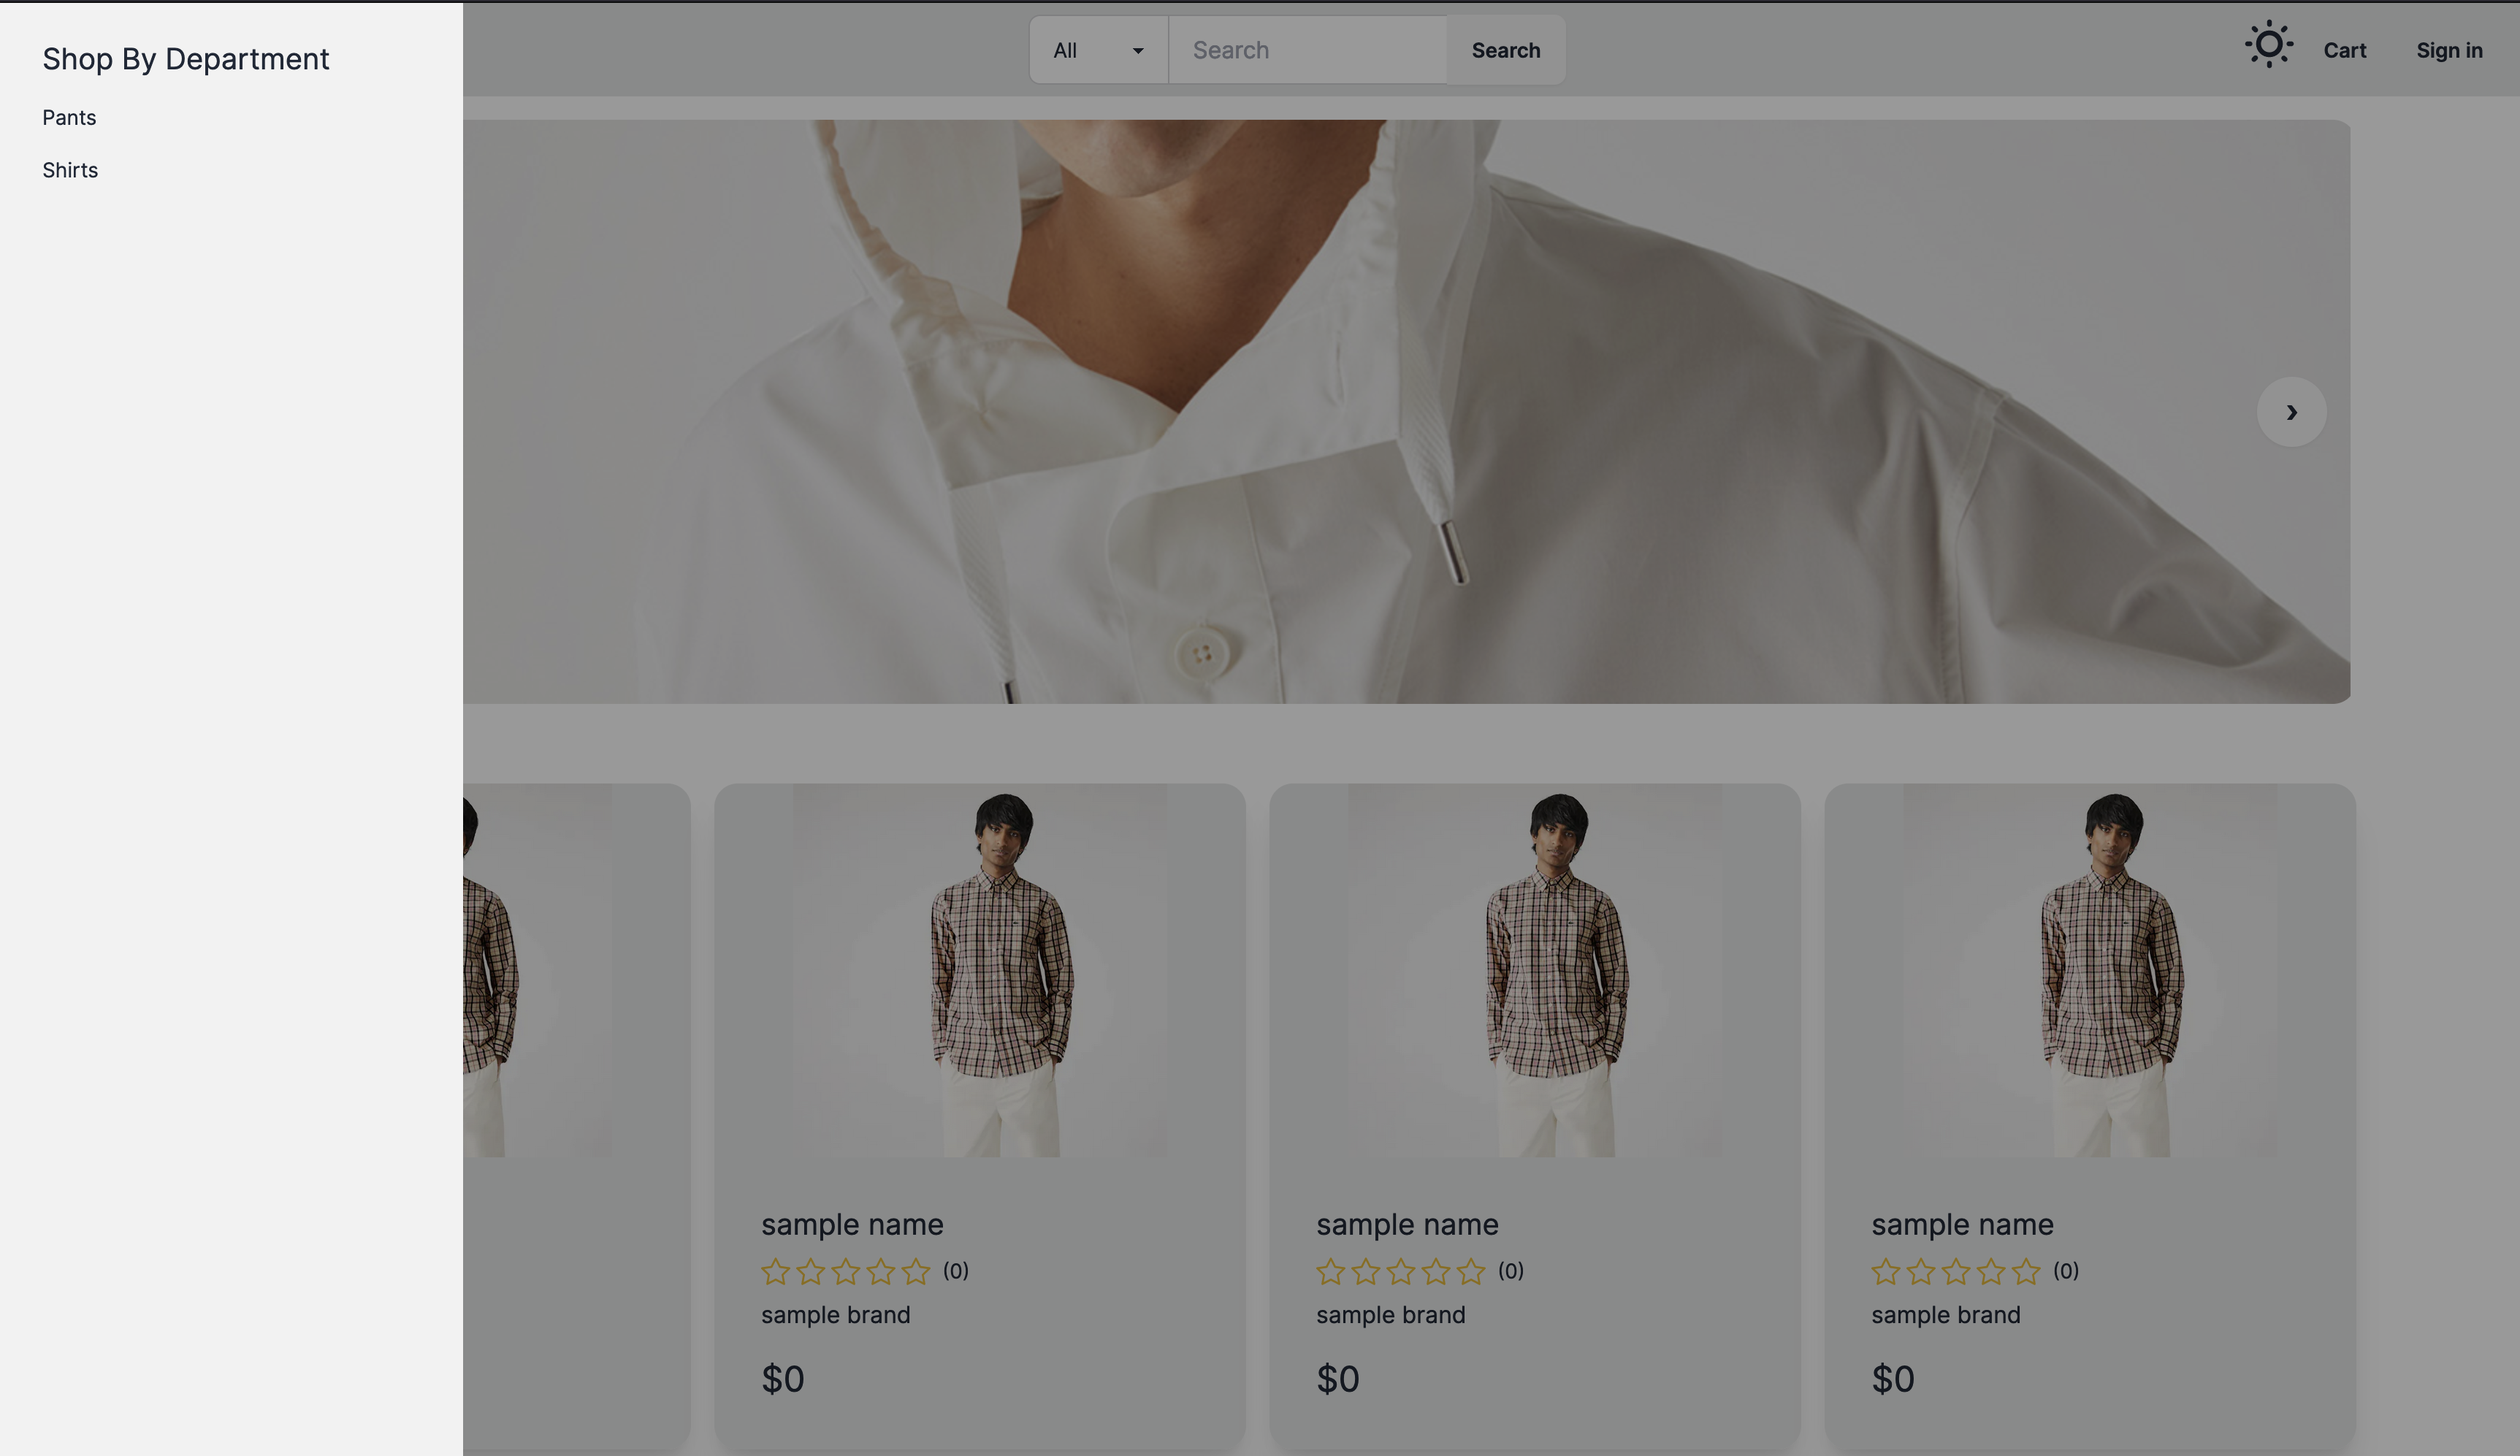 Shop By Department
Pants
Shirts
All
Search
Search
Cart
Sign in
›
sample name
(0)
sample brand
$0
sample name
(0)
sample brand
$0
sample name
(0)
sample brand
$0